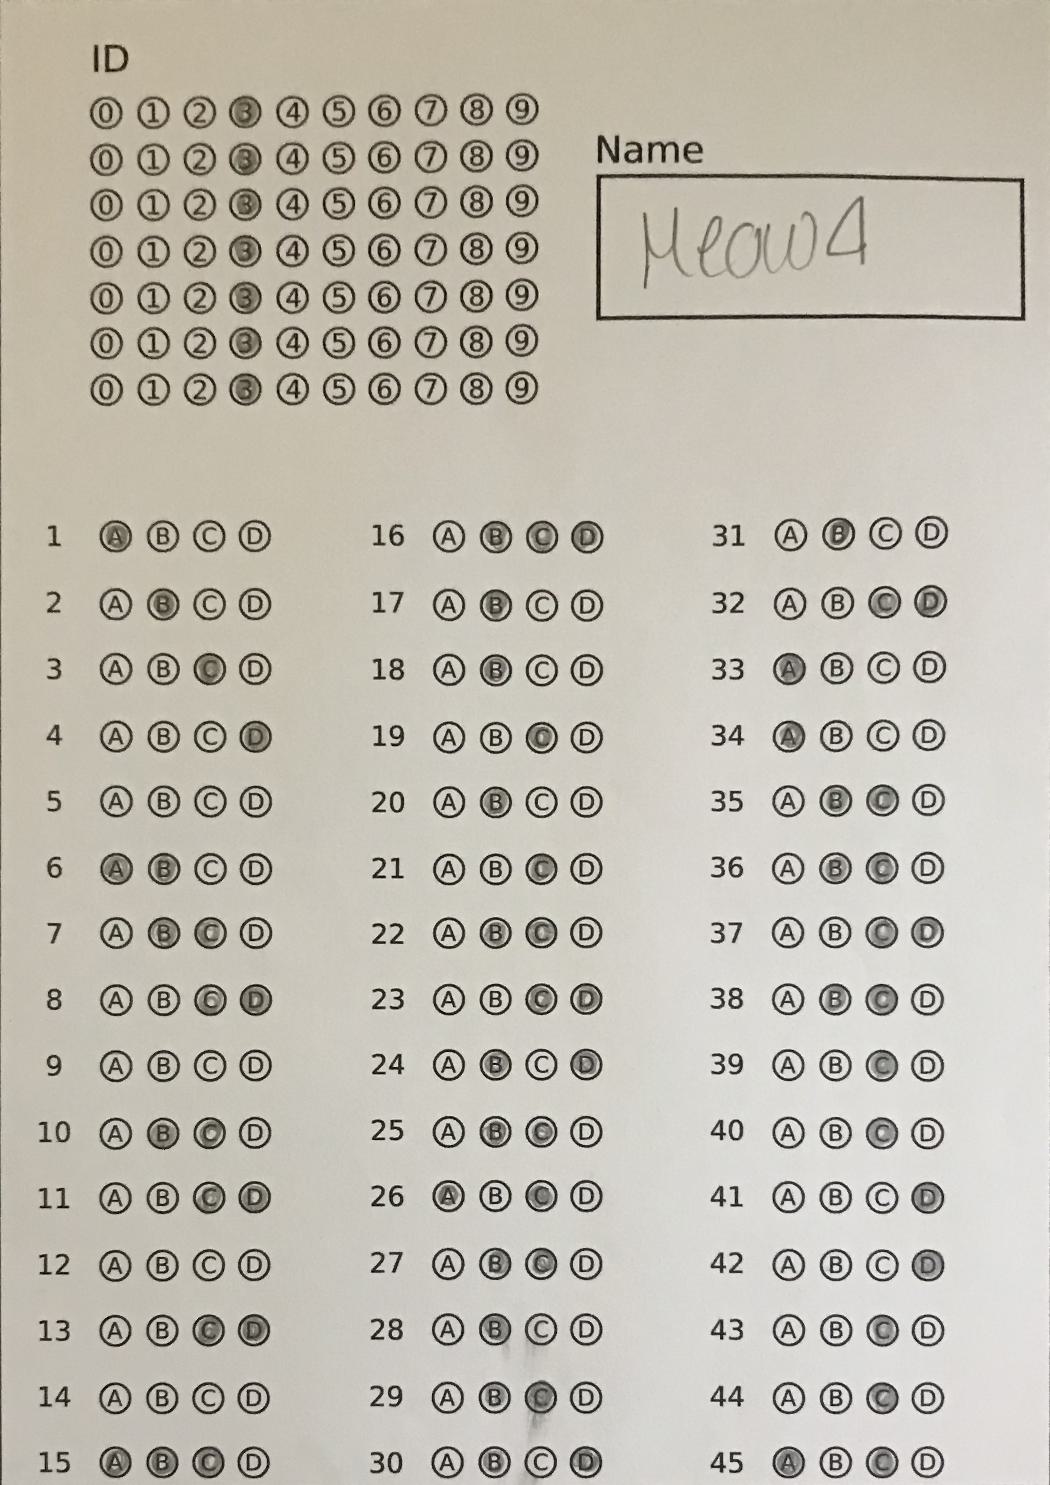 ID
0 1 2 3 4 5 6 7 8 9
0 1 2 3 4 5 6 7 8 9
0 1 2 3 4 5 6 7 8 9
0 1 2 3 4 5 6 7 8 9
0 1 2 3 4 5 6 7 8 9
0 1 2 3 4 5 6 7 8 9
0 1 2 3 4 5 6 7 8 9
Name
Meow4
1 A B C D
2 A B C D
3 A B C D
4 A B C D
5 A B C D
6 A B C D
7 A B C D
8 A B C D
9 A B C D
10 A B C D
11 A B C D
12 A B C D
13 A B C D
14 A B C D
15 A B C D
16 A B C D
17 A B C D
18 A B C D
19 A B C D
20 A B C D
21 A B C D
22 A B C D
23 A B C D
24 A B C D
25 A B C D
26 A B C D
27 A B C D
28 A B C D
29 A B C D
30 A B C D
31 A B C D
32 A B C D
33 A B C D
34 A B C D
35 A B C D
36 A B C D
37 A B C D
38 A B C D
39 A B C D
40 A B C D
41 A B C D
42 A B C D
43 A B C D
44 A B C D
45 A B C D